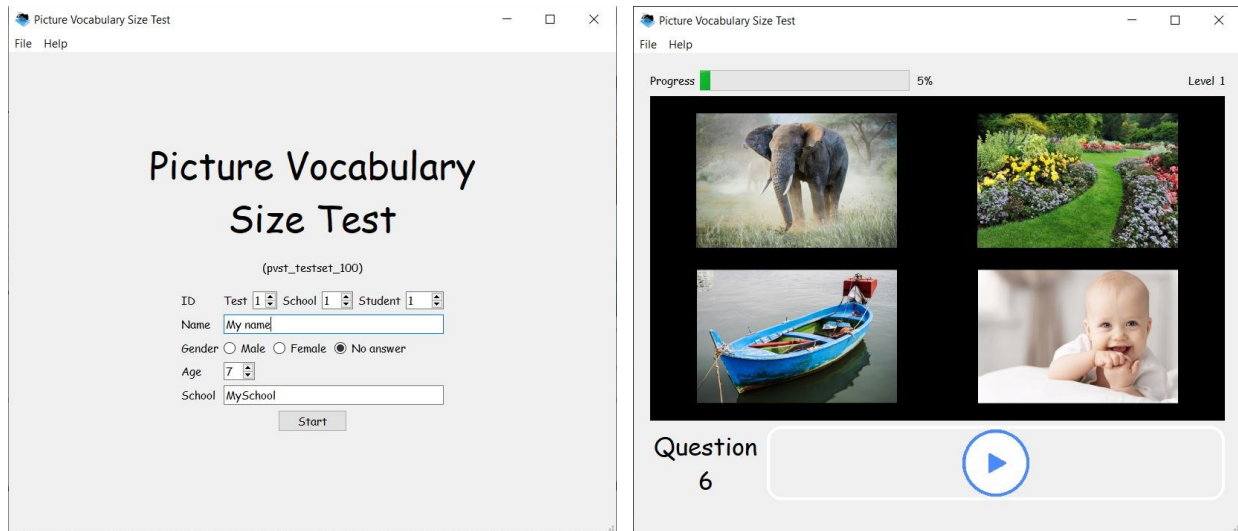 Picture Vocabulary Size Test
File Help
Picture Vocabulary
Size Test
(pvst_testset_100)
ID Test 1 School 1 Student 1
Name My name
Gender Male Female No answer
Age 7
School MySchool
Start
Picture Vocabulary Size Test
File Help
Progress 5% Level 1
Question
6